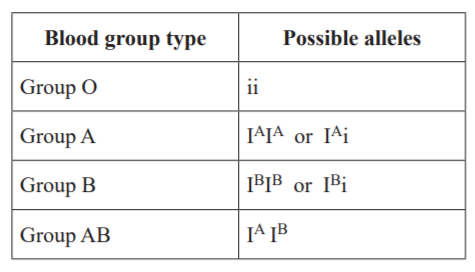 Blood group type Possible alleles
Group O ii
Group A IᴬIᴬ or Iᴬi
Group B IᴮIᴮ or Iᴮi
Group AB Iᴬ Iᴮ